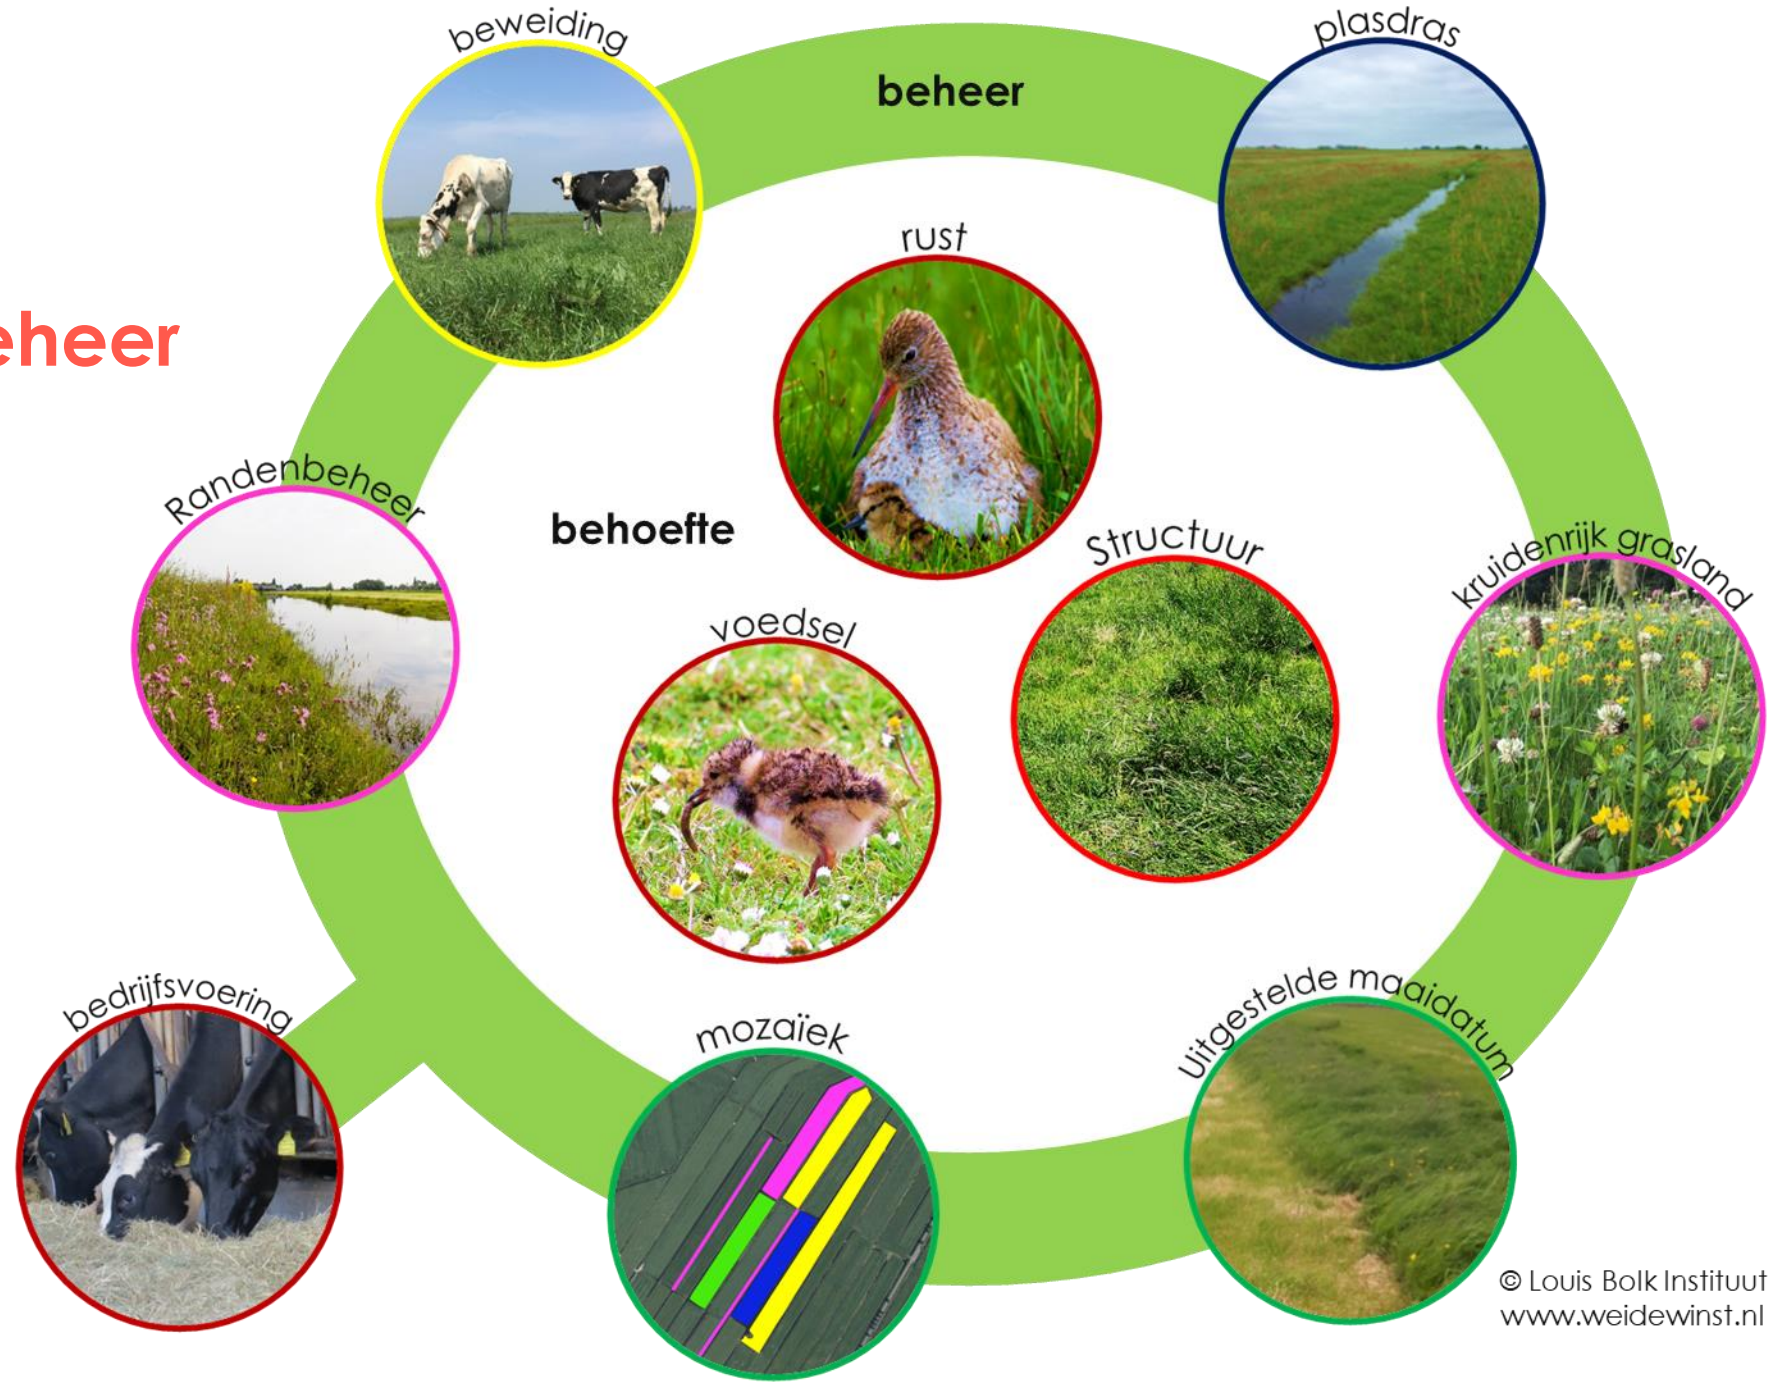 beweiding
plasdras
beheer
rust
eheer
Randenbeheer
behoefte
Structuur
kruidenrijk grasland
voedsel
bedrijfsvoering
mozaïek
Uitgestelde maaidatum
© Louis Bolk Instituut
www.weidewinst.nl